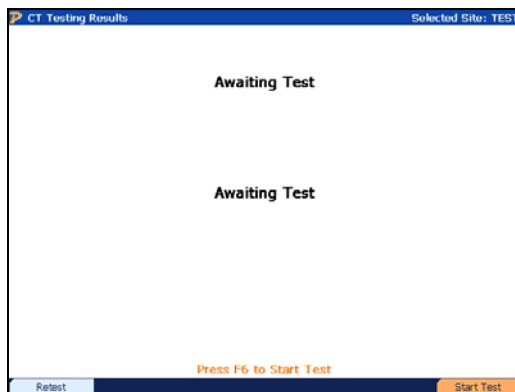 CT Testing Results Selected Site: TEST
Awaiting Test
Awaiting Test
Press F6 to Start Test
Retest Start Test